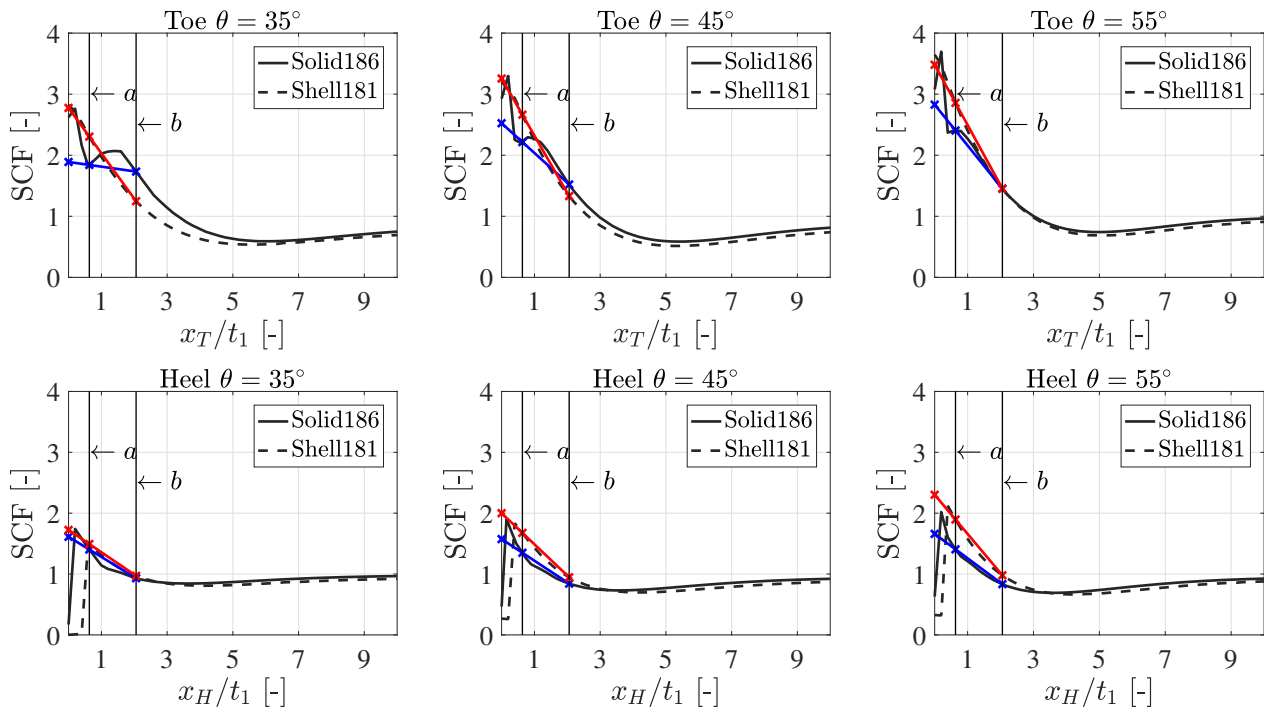 Toe θ = 35°
4
3
2
1
0
SCF [-]
Solid186
Shell181
← a
← b
1 3 5 7 9
x_T/t_1 [-]
Toe θ = 45°
4
3
2
1
0
SCF [-]
Solid186
Shell181
← a
← b
1 3 5 7 9
x_T/t_1 [-]
Toe θ = 55°
4
3
2
1
0
SCF [-]
Solid186
Shell181
← a
← b
1 3 5 7 9
x_T/t_1 [-]
Heel θ = 35°
4
3
2
1
0
SCF [-]
Solid186
Shell181
← a
← b
1 3 5 7 9
x_H/t_1 [-]
Heel θ = 45°
4
3
2
1
0
SCF [-]
Solid186
Shell181
← a
← b
1 3 5 7 9
x_H/t_1 [-]
Heel θ = 55°
4
3
2
1
0
SCF [-]
Solid186
Shell181
← a
← b
1 3 5 7 9
x_H/t_1 [-]